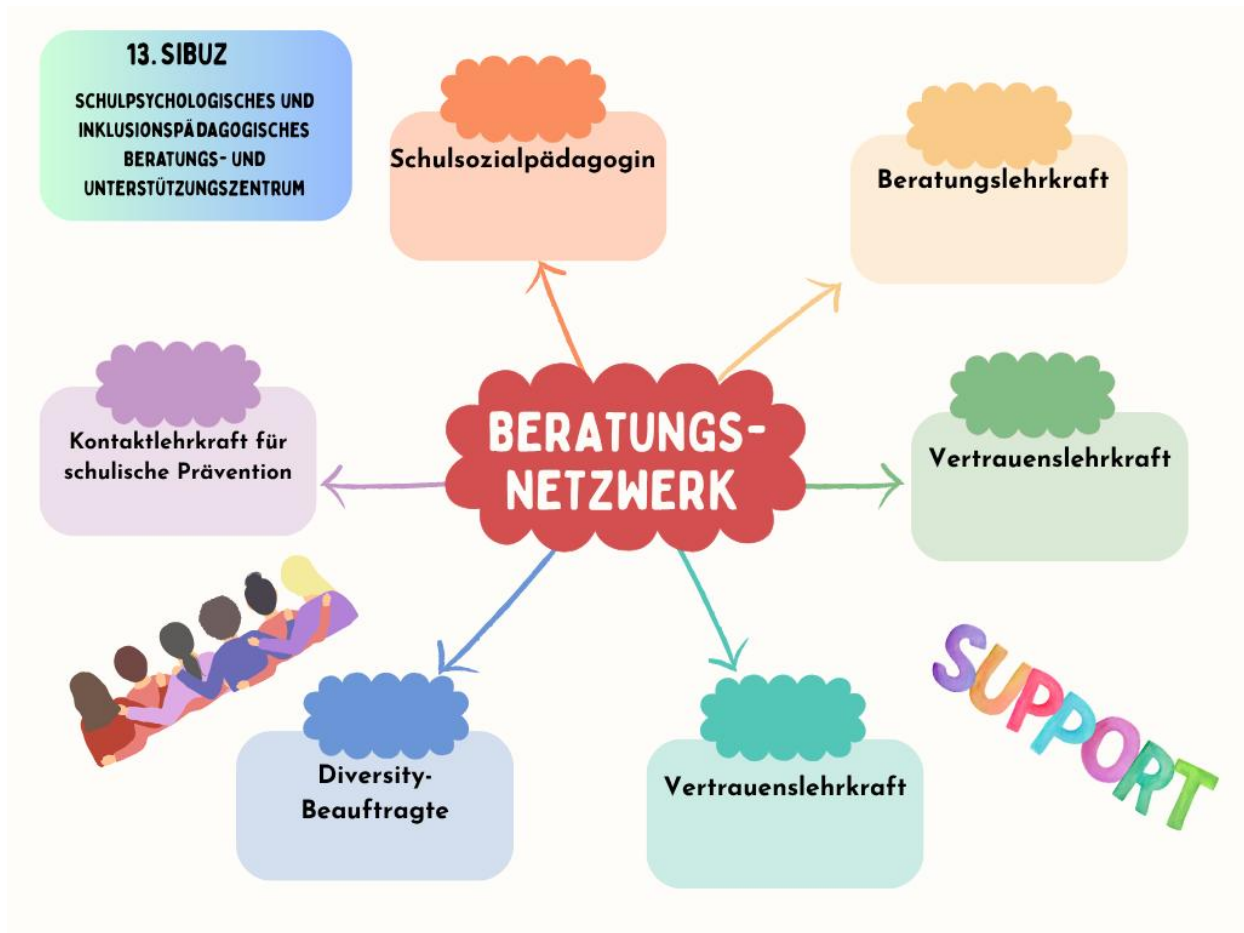 13. SIBUZ
SCHULPSYCHOLOGISCHES UND
INKLUSIONSPÄDAGOGISCHES
BERATUNGS- UND
UNTERSTÜTZUNGSZENTRUM
Schulsozialpädagogin
Beratungslehrkraft
Kontaktlehrkraft für
schulische Prävention
BERATUNGS-
NETZWERK
Vertrauenslehrkraft
Diversity-
Beauftragte
Vertrauenslehrkraft
SUPPORT